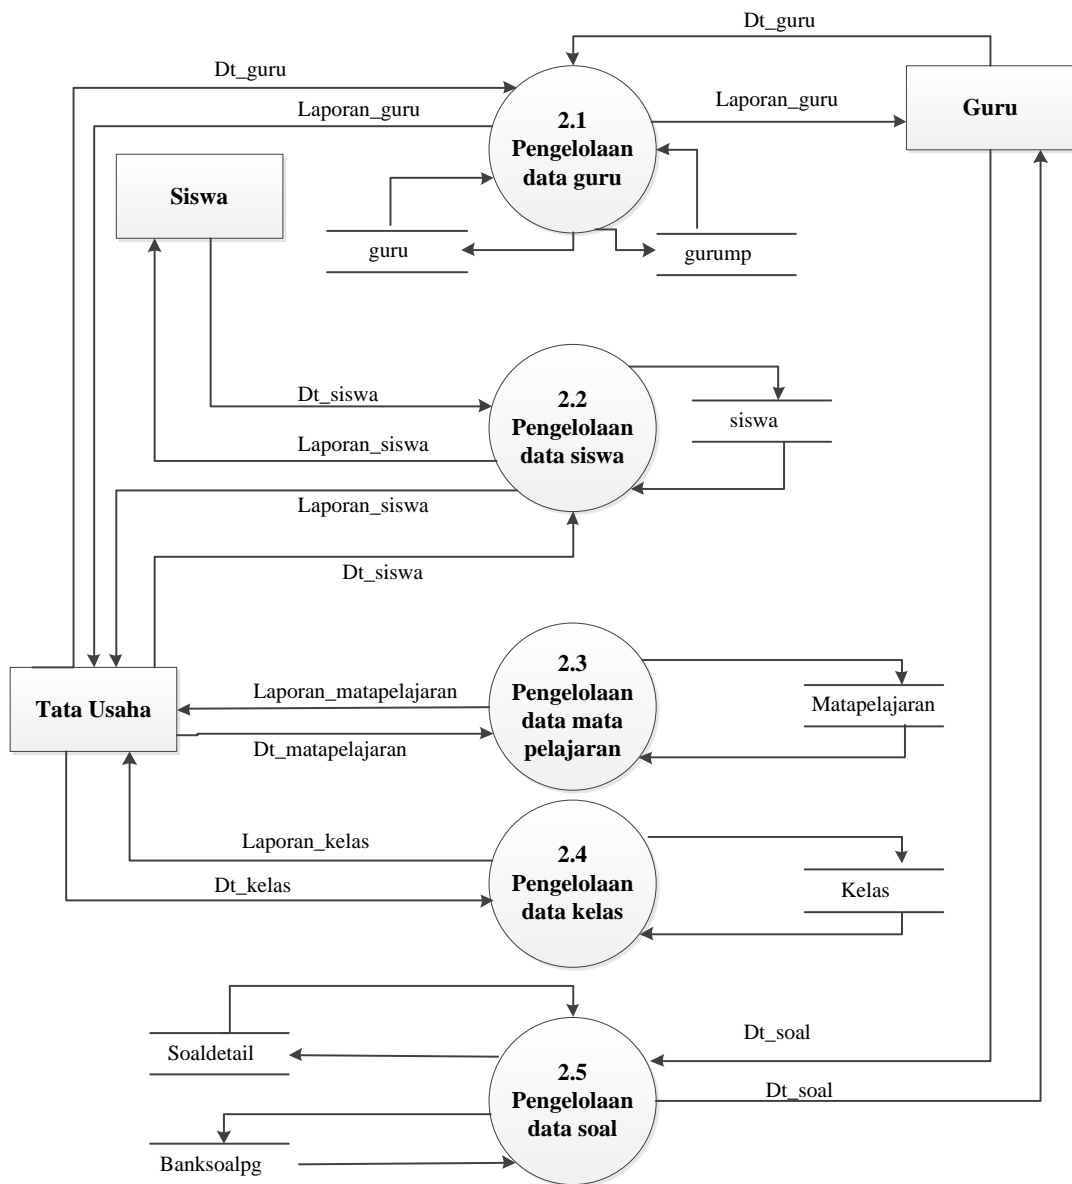 Dt_guru
Dt_guru
Laporan_guru
Laporan_guru
2.1
Pengelolaan
data guru
Guru
Siswa
guru
gurump
Dt_siswa
2.2
Pengelolaan
data siswa
siswa
Laporan_siswa
Laporan_siswa
Dt_siswa
2.3
Pengelolaan
data mata
pelajaran
Laporan_matapelajaran
Matapelajaran
Tata Usaha
Dt_matapelajaran
Laporan_kelas
2.4
Pengelolaan
data kelas
Dt_kelas
Kelas
Dt_soal
Soaldetail
2.5
Pengelolaan
data soal
Dt_soal
Banksoalpg